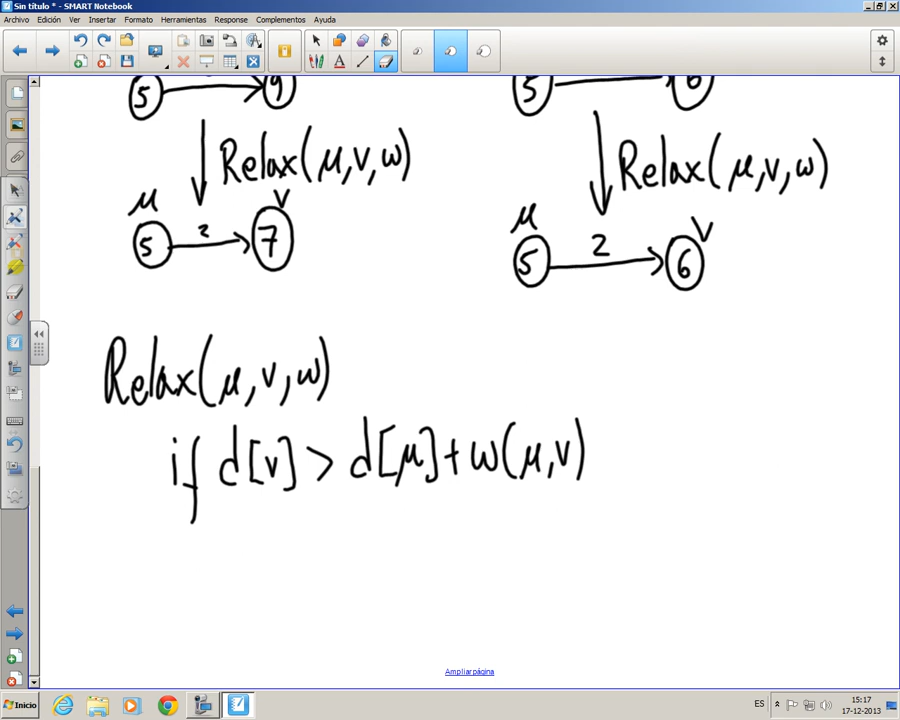 Sin título * - SMART Notebook
Archivo Edición Ver Insertar Formato Herramientas Response Complementos Ayuda
5 9 5 6
Relax(μ,v,w) Relax(μ,v,w)
μ v μ v
5 2 7 5 2 6
Relax(μ,v,w)
if d[v] > d[μ]+w(μ,v)
Ampliar página
Inicio ES 15:17
17-12-2013